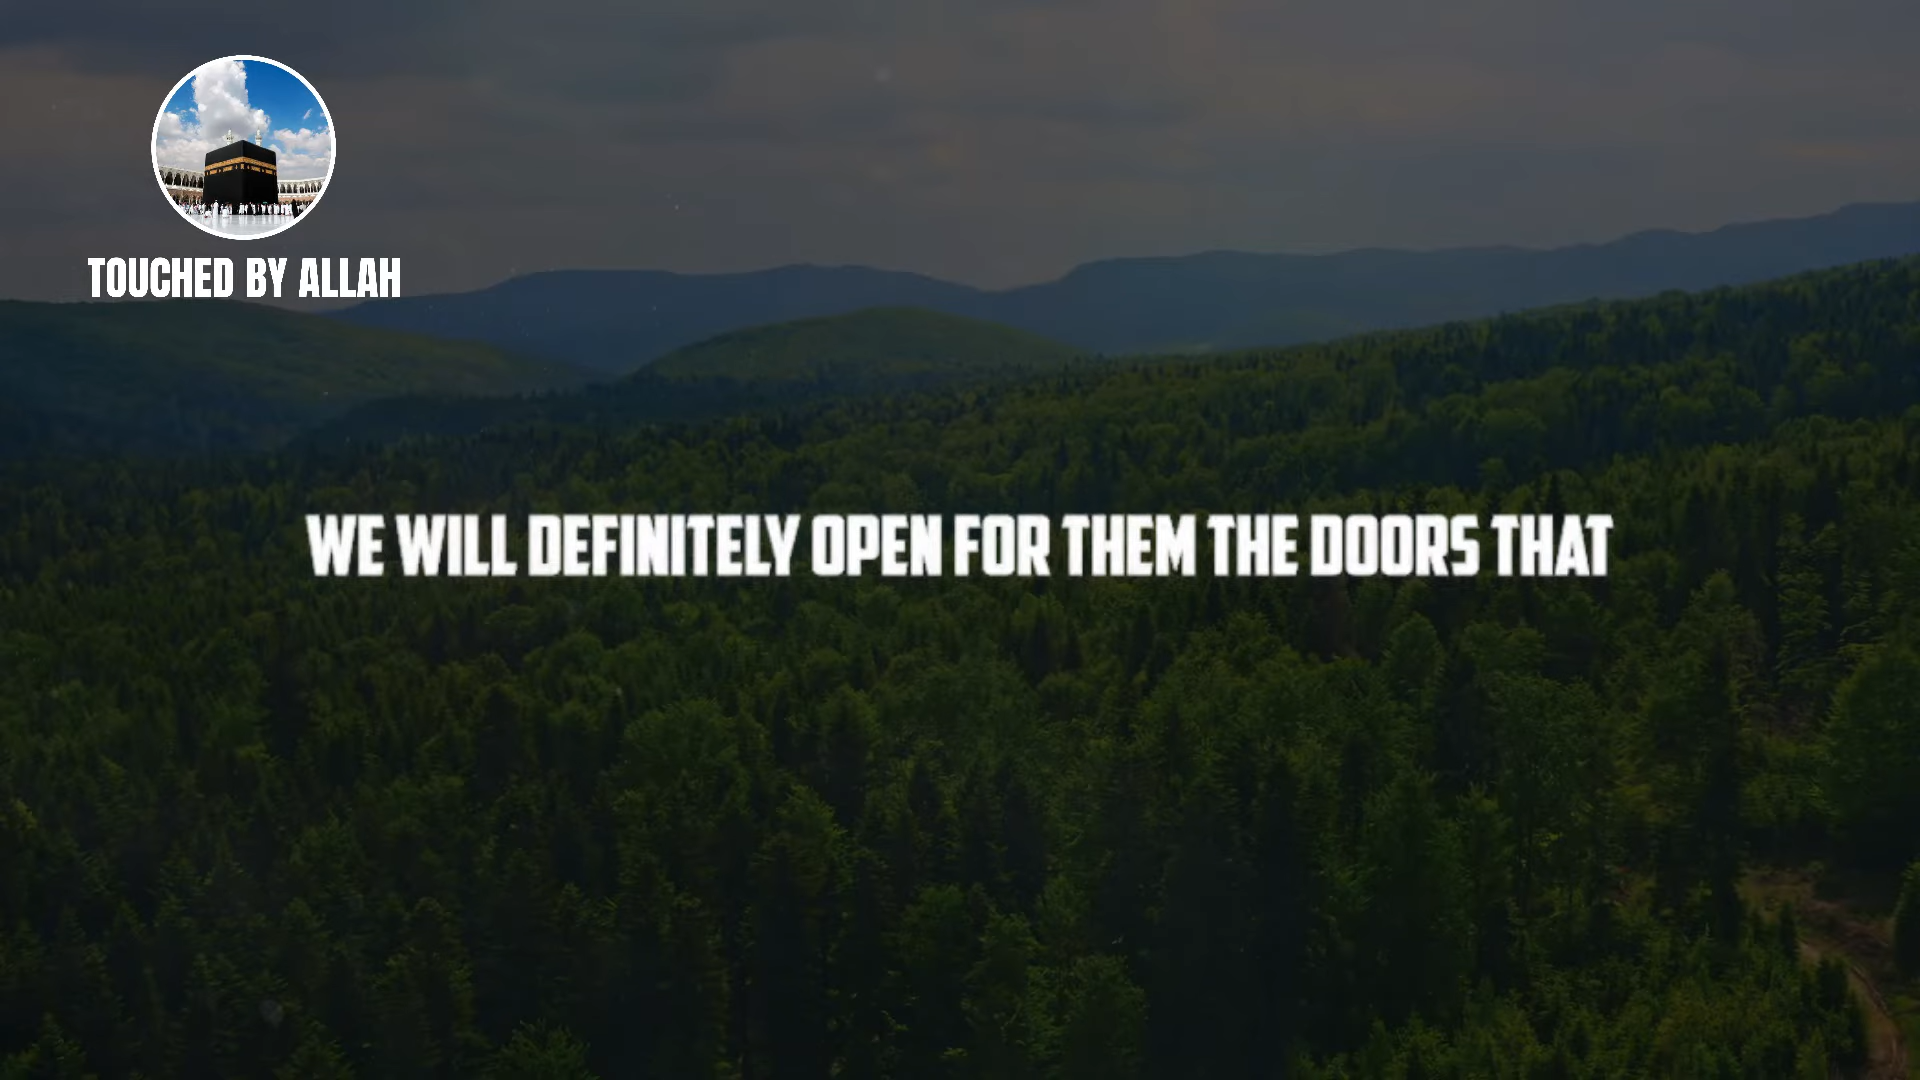 TOUCHED BY ALLAH
WE WILL DEFINITELY OPEN FOR THEM THE DOORS THAT